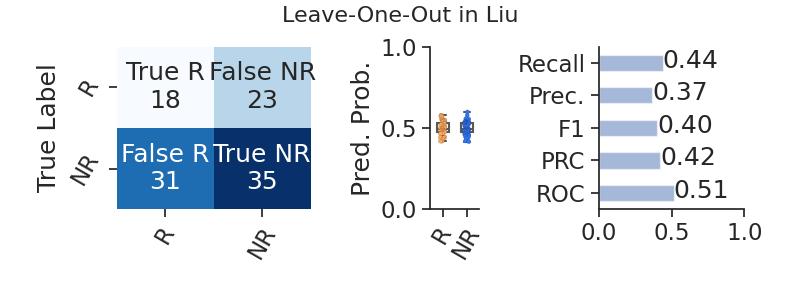 Leave-One-Out in Liu
True Label
R
NR
True R
18
False NR
23
False R
31
True NR
35
R
NR
Pred. Prob.
1.0
0.5
0.0
R
NR
Recall
0.44
Prec.
0.37
F1
0.40
PRC
0.42
ROC
0.51
0.0
0.5
1.0